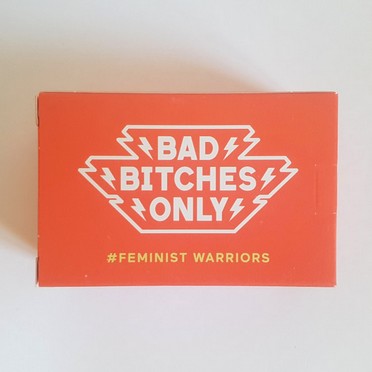 BAD
BITCHES
ONLY
#FEMINIST WARRIORS